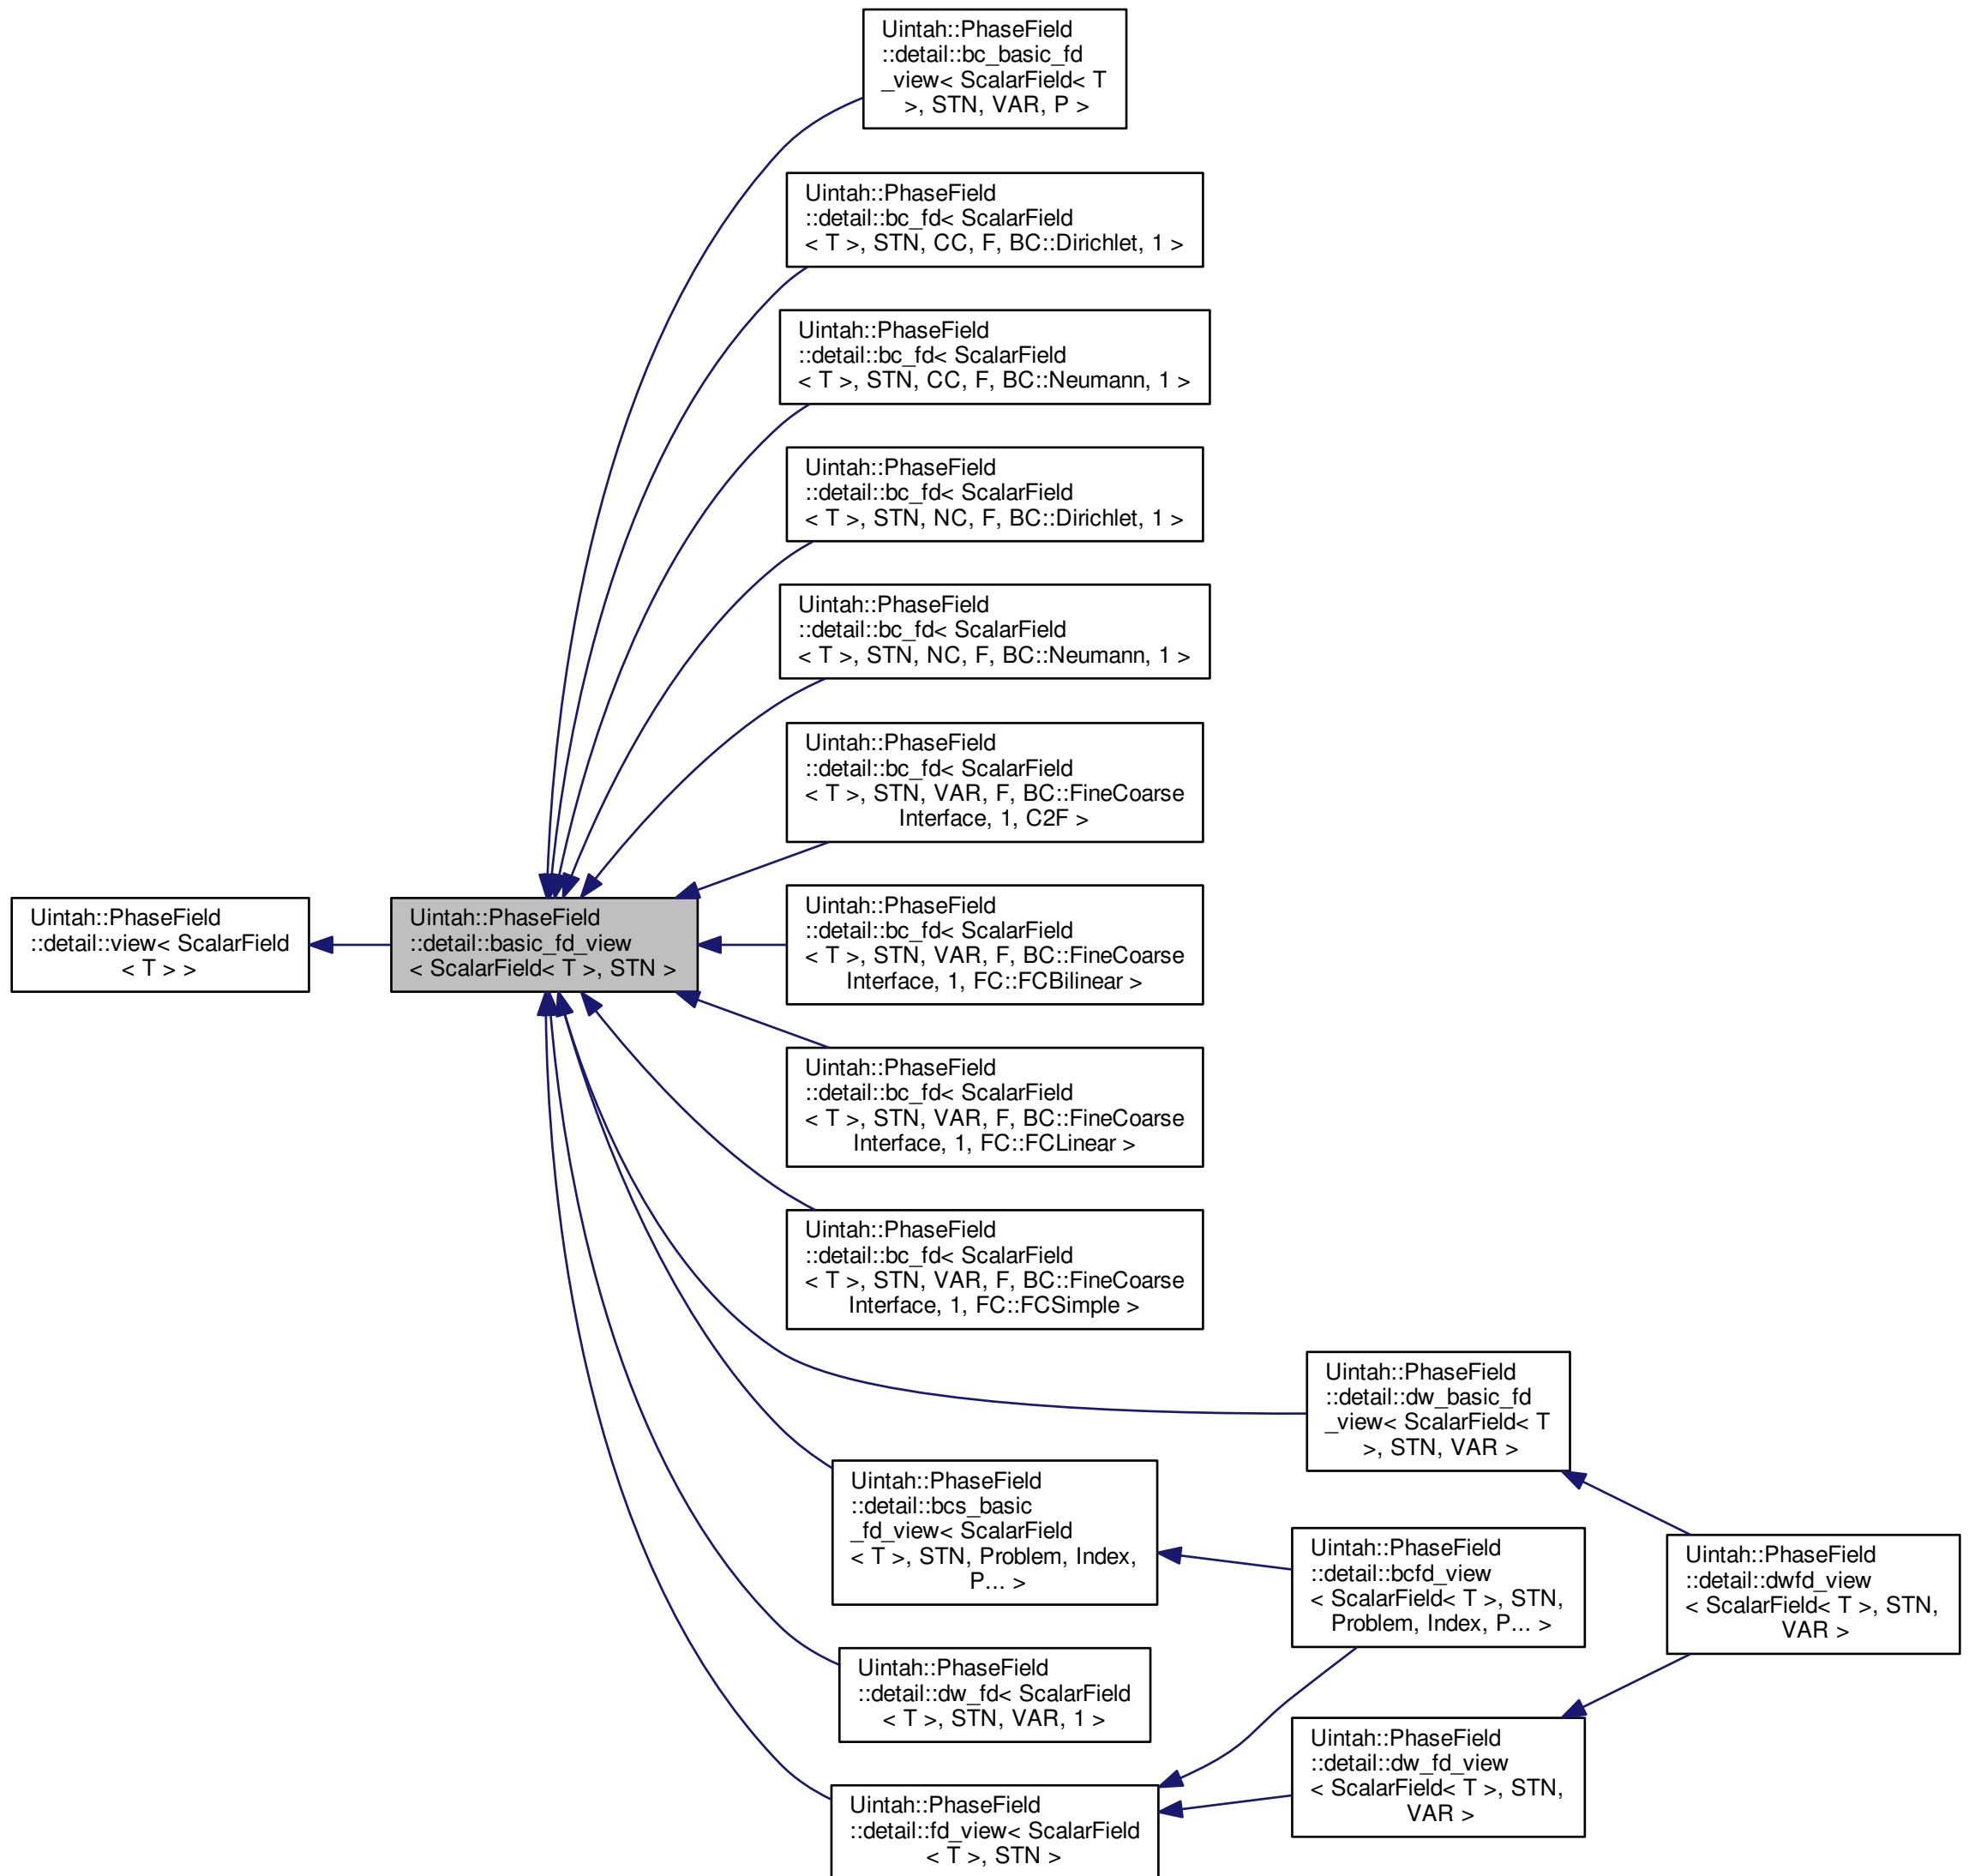 Uintah::PhaseField
::detail::bc_basic_fd
_view< ScalarField< T
>, STN, VAR, P >
Uintah::PhaseField
::detail::bc_fd< ScalarField
< T >, STN, CC, F, BC::Dirichlet, 1 >
Uintah::PhaseField
::detail::bc_fd< ScalarField
< T >, STN, CC, F, BC::Neumann, 1 >
Uintah::PhaseField
::detail::bc_fd< ScalarField
< T >, STN, NC, F, BC::Dirichlet, 1 >
Uintah::PhaseField
::detail::bc_fd< ScalarField
< T >, STN, NC, F, BC::Neumann, 1 >
Uintah::PhaseField
::detail::bc_fd< ScalarField
< T >, STN, VAR, F, BC::FineCoarse
Interface, 1, C2F >
Uintah::PhaseField
::detail::view< ScalarField
< T > >
Uintah::PhaseField
::detail::basic_fd_view
< ScalarField< T >, STN >
Uintah::PhaseField
::detail::bc_fd< ScalarField
< T >, STN, VAR, F, BC::FineCoarse
Interface, 1, FC::FCBilinear >
Uintah::PhaseField
::detail::bc_fd< ScalarField
< T >, STN, VAR, F, BC::FineCoarse
Interface, 1, FC::FCLinear >
Uintah::PhaseField
::detail::bc_fd< ScalarField
< T >, STN, VAR, F, BC::FineCoarse
Interface, 1, FC::FCSimple >
Uintah::PhaseField
::detail::dw_basic_fd
_view< ScalarField< T
>, STN, VAR >
Uintah::PhaseField
::detail::bcs_basic
_fd_view< ScalarField
< T >, STN, Problem, Index,
P... >
Uintah::PhaseField
::detail::bcfd_view
< ScalarField< T >, STN,
Problem, Index, P... >
Uintah::PhaseField
::detail::dwfd_view
< ScalarField< T >, STN,
VAR >
Uintah::PhaseField
::detail::dw_fd< ScalarField
< T >, STN, VAR, 1 >
Uintah::PhaseField
::detail::dw_fd_view
< ScalarField< T >, STN,
VAR >
Uintah::PhaseField
::detail::fd_view< ScalarField
< T >, STN >